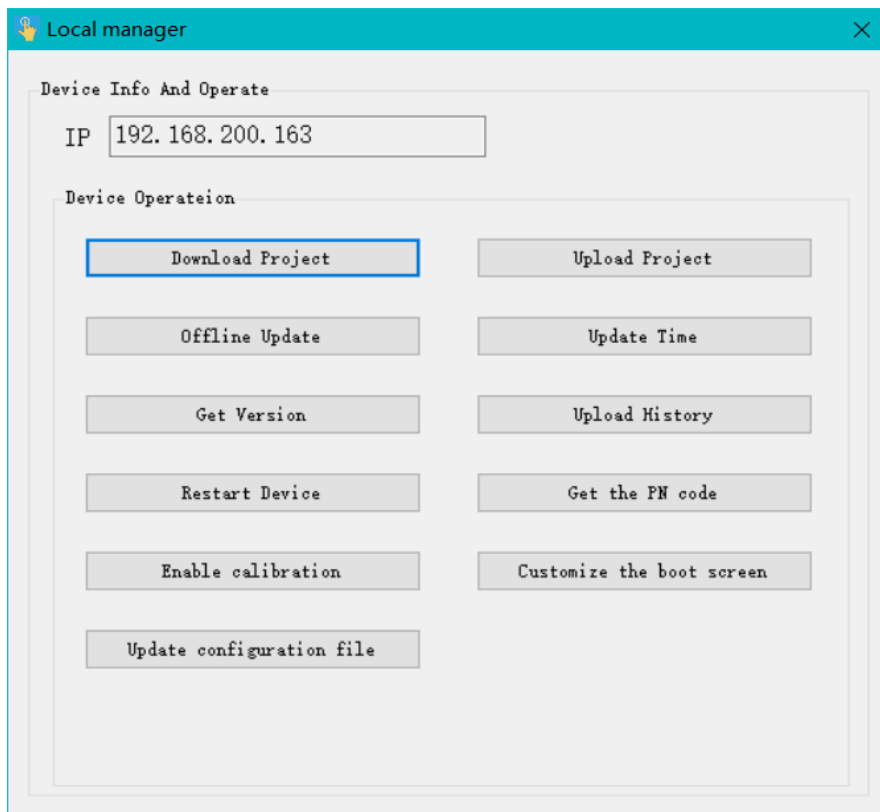 Local manager
Device Info And Operate
IP 192. 168. 200. 163
Device Operateion
Download Project
Upload Project
Offline Update
Update Time
Get Version
Upload History
Restart Device
Get the PN code
Enable calibration
Customize the boot screen
Update configuration file